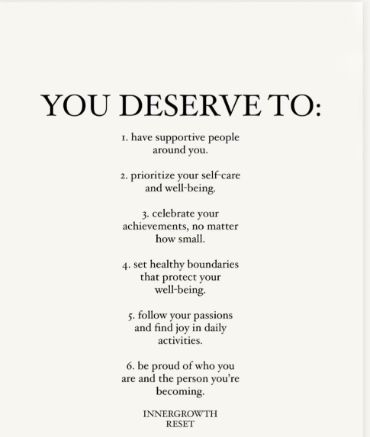 YOU DESERVE TO:
1. have supportive people
around you.
2. prioritize your self-care
and well-being.
3. celebrate your
achievements, no matter
how small.
4. set healthy boundaries
that protect your
well-being.
5. follow your passions
and find joy in daily
activities.
6. be proud of who you
are and the person you're
becoming.
INNERGROWTH
RESET